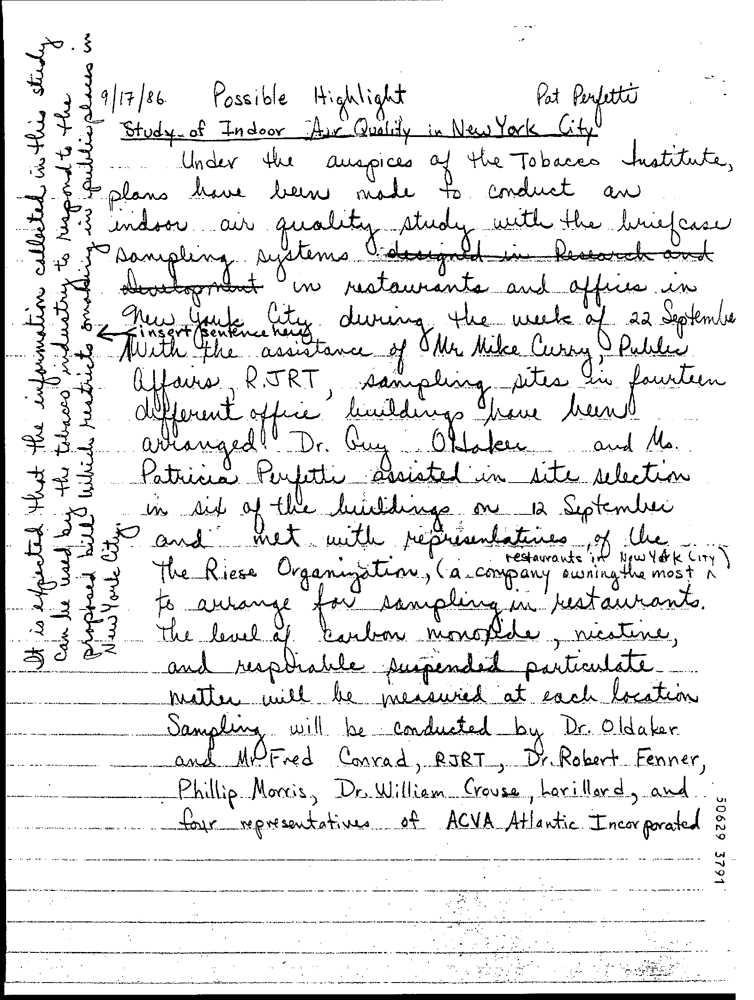 9/17/86 Possible Highlight Pat Perfetti
Study of Indoor Air Quality in New York City
Under the auspices of the Tobacco Institute,
plans have been made to conduct an
indoor air quality study with the briefcase
sampling systems designed in Research and
development in restaurants and offices in
New York City during the week of 22 September
insert sentence here
With the assistance of Mr Mike Curry, Public
Affairs, RJRT, sampling sites in fourteen
different office buildings have been
arranged. Dr. Guy Oldaker and Ms.
Patricia Perfetti assisted in site selection
in six of the buildings on 12 September
and met with representatives of the
restaurants in New York City)
The Riese Organization, (a company owning the most ^
to arrange for sampling in restaurants.
The level of carbon monoxide, nicotine,
and respirable suspended particulate
matter will be measured at each location
Sampling will be conducted by Dr. Oldaker
and Mr Fred Conrad, RJRT, Dr. Robert Fenner,
Phillip Morris, Dr. William Crouse, Lorillard, and
four representatives of ACVA Atlantic Incorporated
It is expected that the information collected in this study
can be used by the tobacco industry to respond to the
proposed bill which restricts smoking in public places in
New York City.
50629 3791